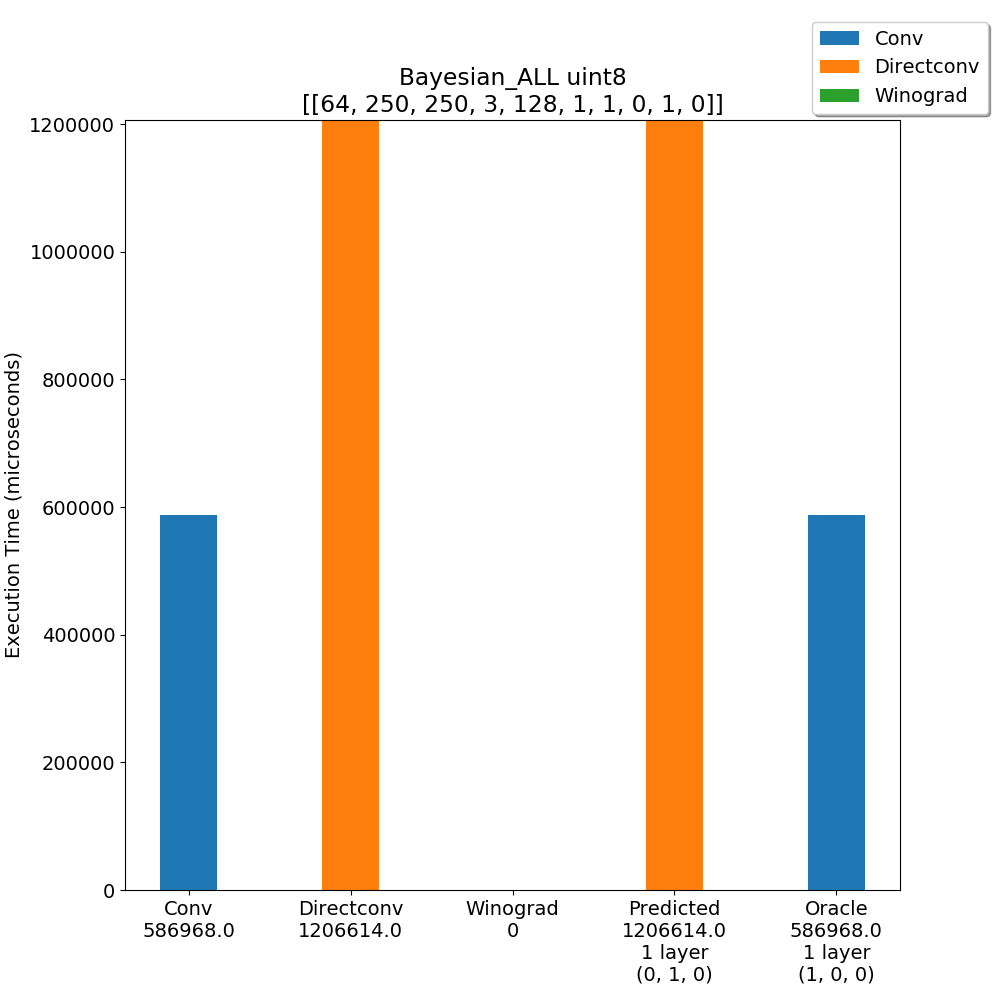 Conv
Directconv
Winograd
Bayesian_ALL uint8
[[64, 250, 250, 3, 128, 1, 1, 0, 1, 0]]
Execution Time (microseconds)
1200000
1000000
800000
600000
400000
200000
0
Conv
586968.0
Directconv
1206614.0
Winograd
0
Predicted
1206614.0
1 layer
(0, 1, 0)
Oracle
586968.0
1 layer
(1, 0, 0)